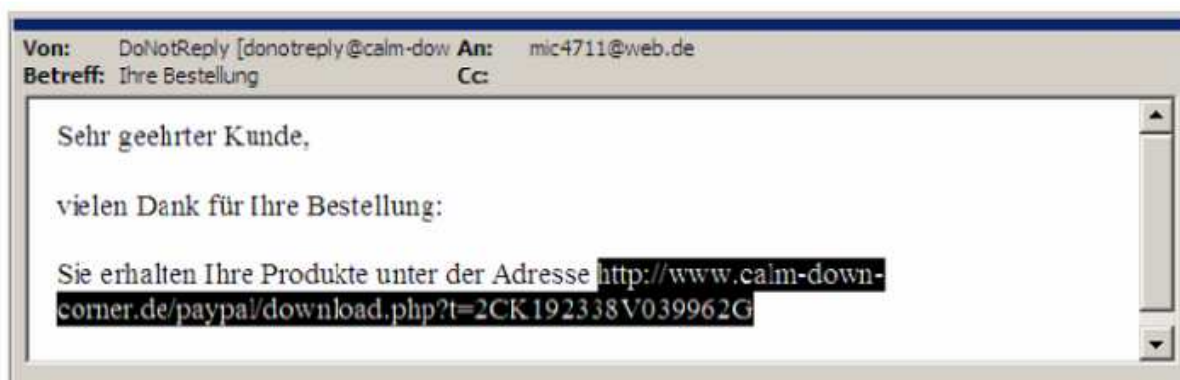 Von: DoNotReply [donotreply@calm-dow An: mic4711@web.de
Betreff: Ihre Bestellung Cc:
Sehr geehrter Kunde,
vielen Dank für Ihre Bestellung:
Sie erhalten Ihre Produkte unter der Adresse http://www.calm-down-
corner.de/paypal/download.php?t=2CK192338V039962G